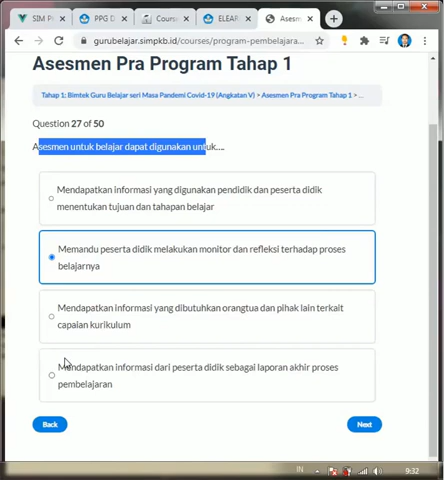 SIM P
PPG D
Course
ELEAR
Asesm
gurubelajar.simpkb.id/courses/program-pembelajara...
Asesmen Pra Program Tahap 1
Tahap 1: Bimtek Guru Belajar seri Masa Pandemi Covid-19 (Angkatan V) > Asesmen Pra Program Tahap 1 > ...
Question 27 of 50
Asesmen untuk belajar dapat digunakan untuk....
Mendapatkan informasi yang digunakan pendidik dan peserta didik
menentukan tujuan dan tahapan belajar
Memandu peserta didik melakukan monitor dan refleksi terhadap proses
belajarnya
Mendapatkan informasi yang dibutuhkan orangtua dan pihak lain terkait
capaian kurikulum
Mendapatkan informasi dari peserta didik sebagai laporan akhir proses
pembelajaran
Back
Next
IN
9:32